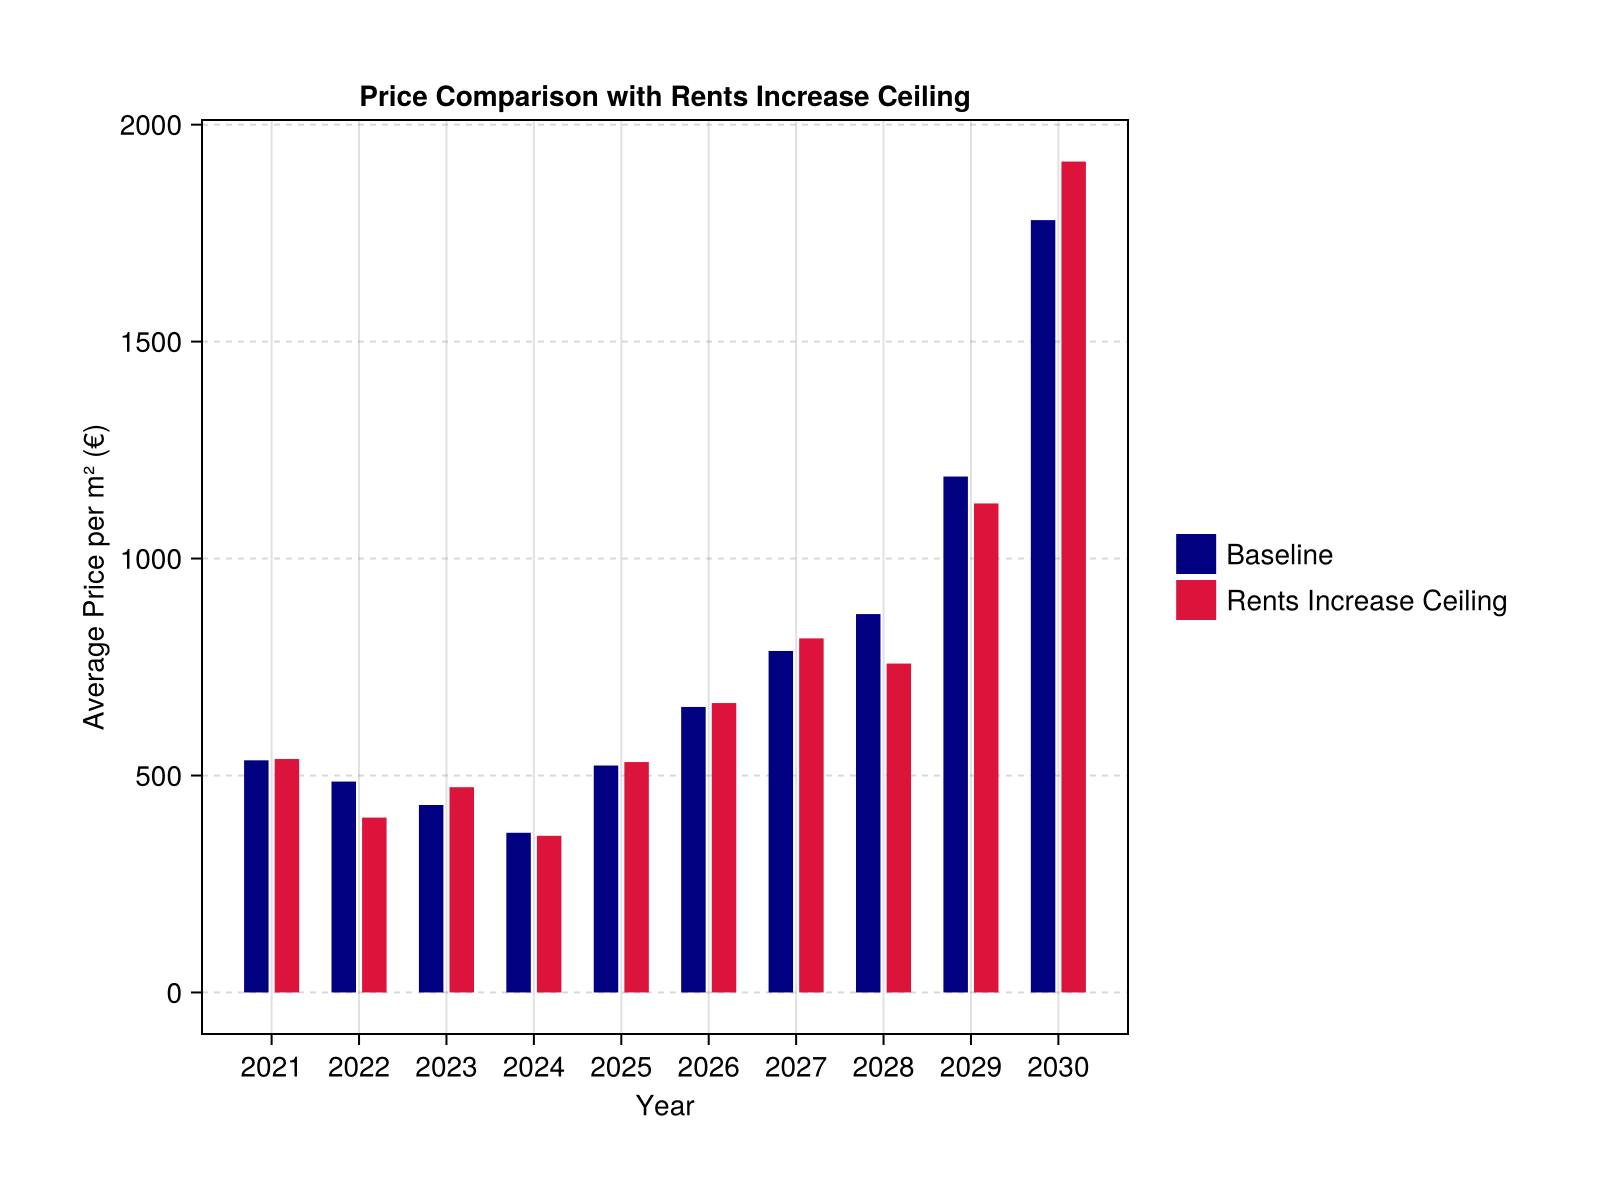 Price Comparison with Rents Increase Ceiling
2000
1500
1000
500
0
Average Price per m² (€)
2021 2022 2023 2024 2025 2026 2027 2028 2029 2030
Year
Baseline
Rents Increase Ceiling